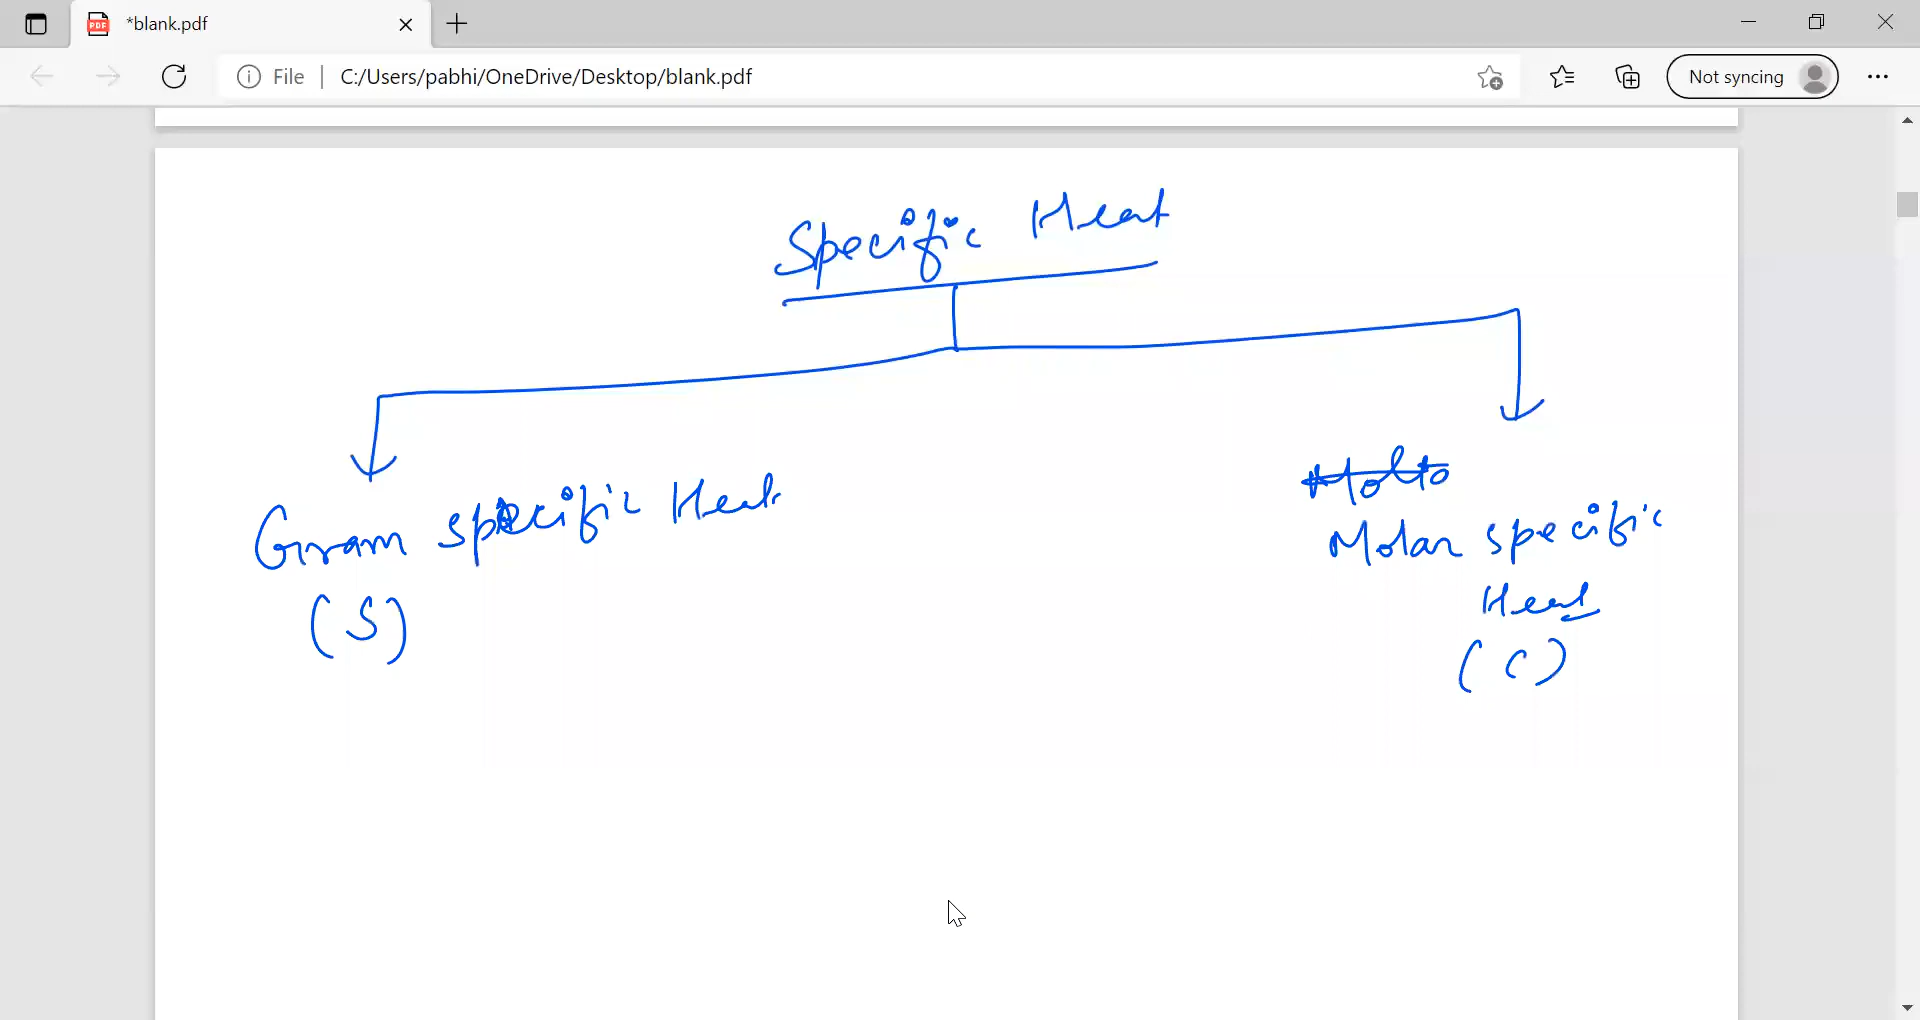 *blank.pdf
File
C:/Users/pabhi/OneDrive/Desktop/blank.pdf
Not syncing
Specific Heat
Gram specific Heat
(S)
Molto
Molar specific
Heat
(C)